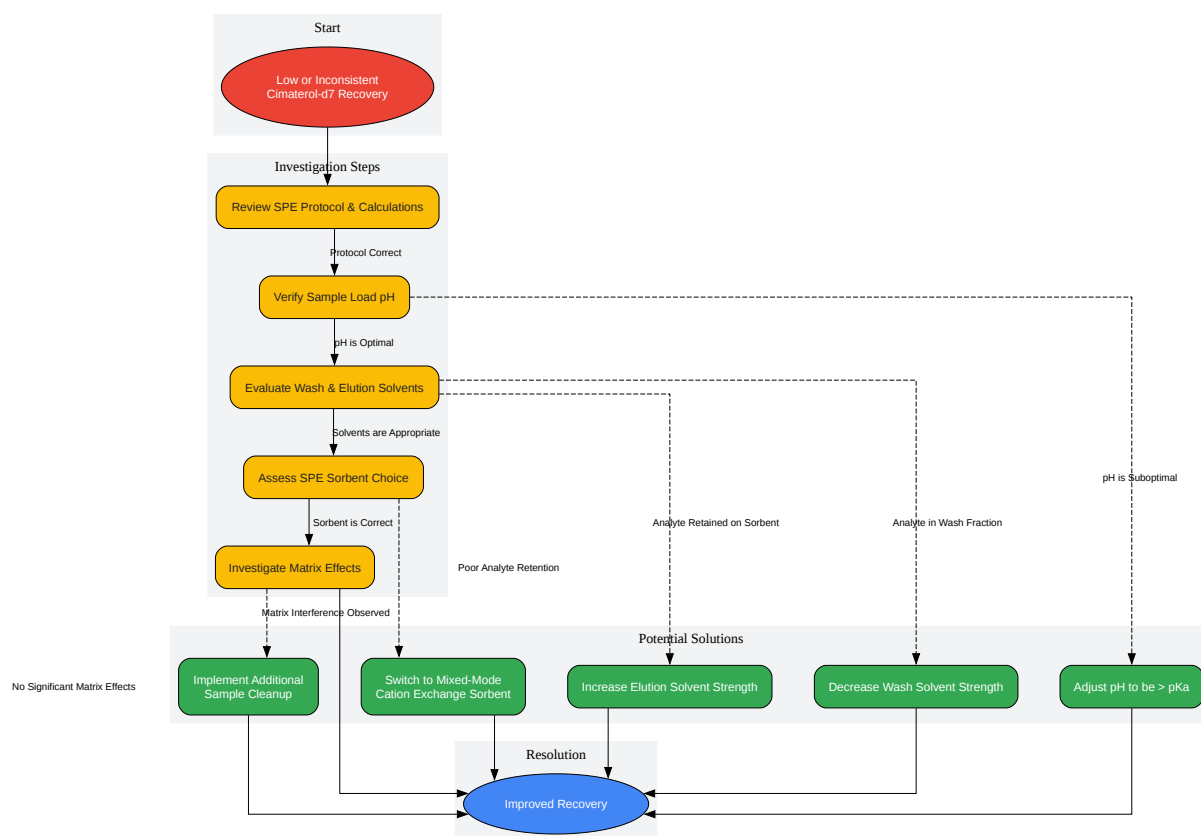 Start
Low or Inconsistent
Cimaterol-d7 Recovery
Investigation Steps
Review SPE Protocol & Calculations
Protocol Correct
Verify Sample Load pH
pH is Optimal
Evaluate Wash & Elution Solvents
Solvents are Appropriate
Assess SPE Sorbent Choice
pH is Suboptimal
Sorbent is Correct
Analyte Retained on Sorbent
Analyte in Wash Fraction
Investigate Matrix Effects
Poor Analyte Retention
Matrix Interference Observed
Potential Solutions
No Significant Matrix Effects
Implement Additional
Sample Cleanup
Switch to Mixed-Mode
Cation Exchange Sorbent
Increase Elution Solvent Strength
Decrease Wash Solvent Strength
Adjust pH to be > pKa
Resolution
Improved Recovery